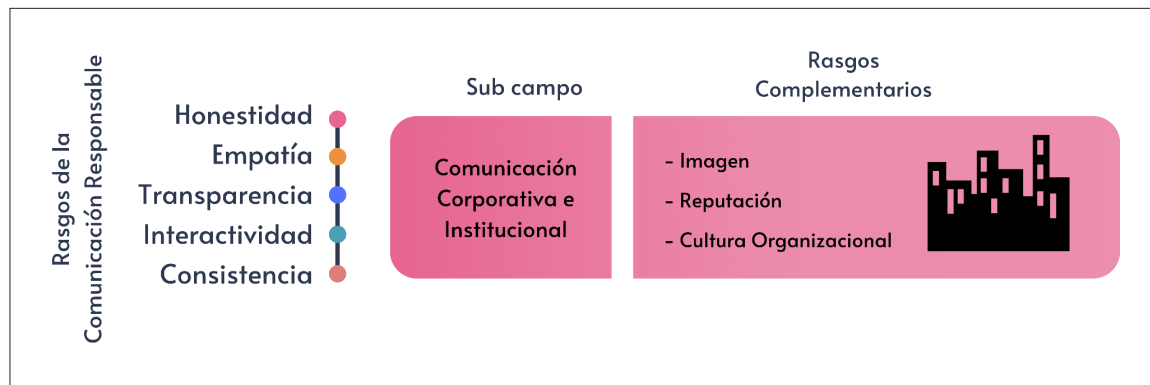 Rasgos de la
Comunicación Responsable
Honestidad
Empatía
Transparencia
Interactividad
Consistencia
Sub campo
Comunicación
Corporativa e
Institucional
Rasgos
Complementarios
- Imagen
- Reputación
- Cultura Organizacional